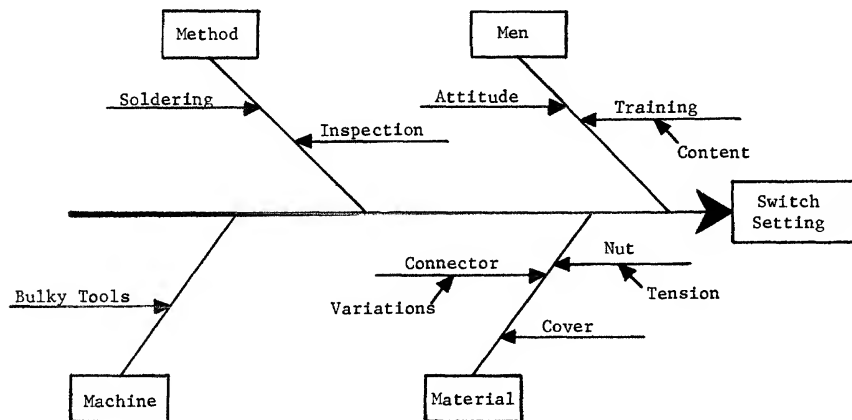 Method
Men
Soldering
Attitude
Training
Inspection
Content
Switch
Setting
Nut
Connector
Bulky Tools
Variations
Tension
Cover
Machine
Material